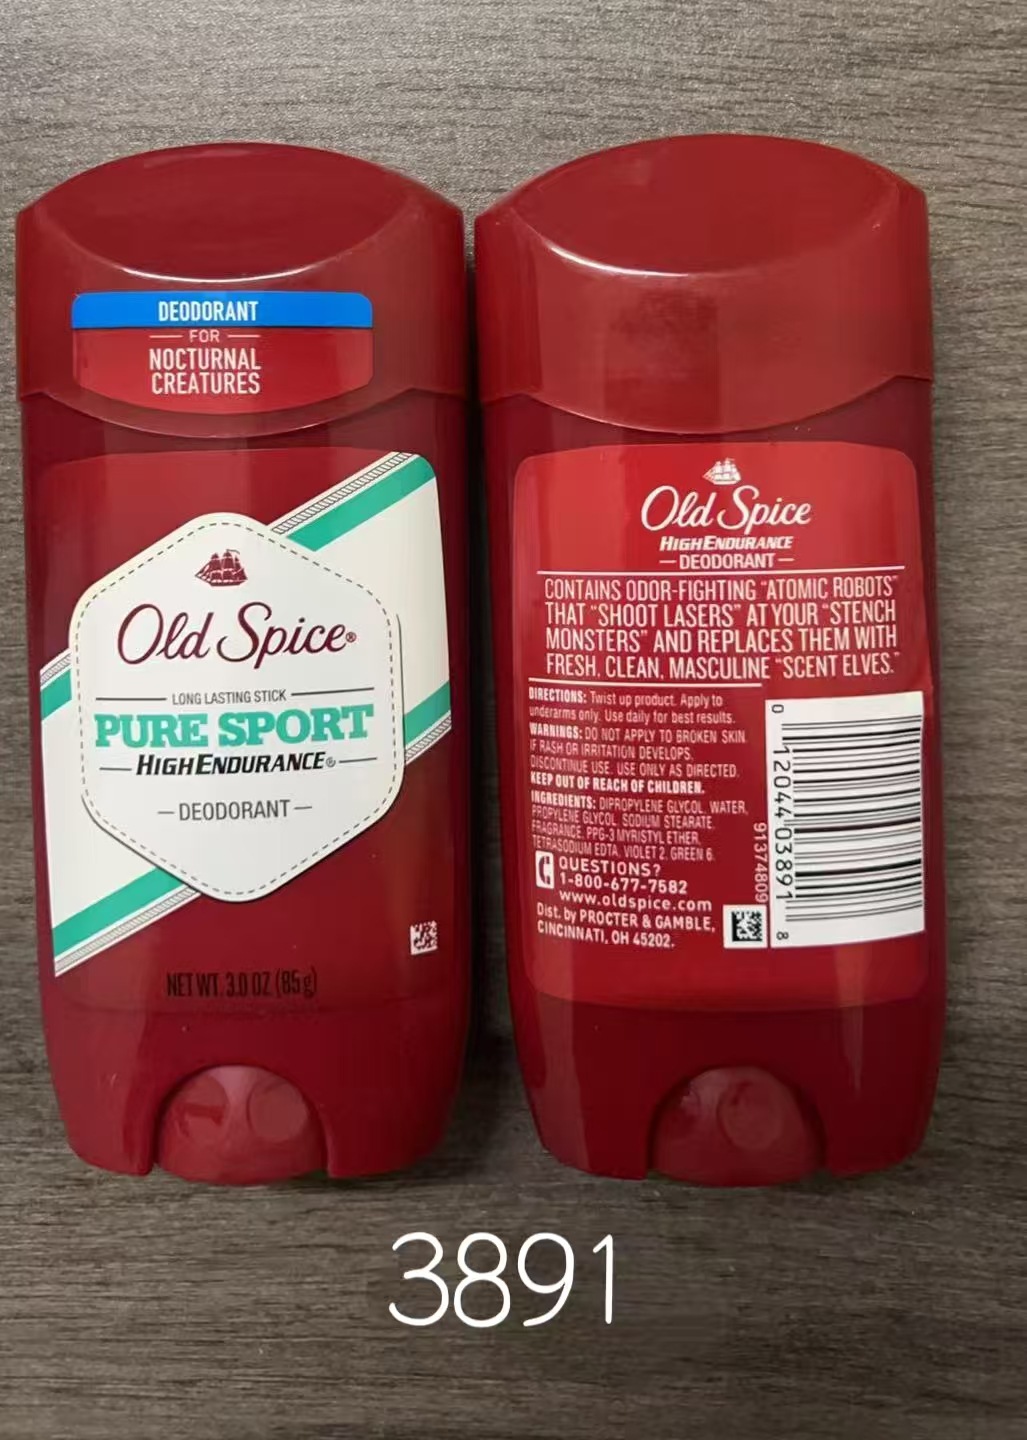 DEODORANT
FOR
NOCTURNAL
CREATURES
Old Spice®
LONG LASTING STICK
PURE SPORT
HIGH ENDURANCE®
DEODORANT
NET WT. 3.0 OZ (85g)
Old Spice
HIGH ENDURANCE
DEODORANT
CONTAINS ODOR-FIGHTING "ATOMIC ROBOTS"
THAT "SHOOT LASERS" AT YOUR "STENCH
MONSTERS" AND REPLACES THEM WITH
FRESH, CLEAN, MASCULINE "SCENT ELVES."
DIRECTIONS: Twist up product. Apply to
underarms only. Use daily for best results.
WARNINGS: DO NOT APPLY TO BROKEN SKIN.
IF RASH OR IRRITATION DEVELOPS,
DISCONTINUE USE. USE ONLY AS DIRECTED.
KEEP OUT OF REACH OF CHILDREN.
INGREDIENTS: DIPROPYLENE GLYCOL, WATER,
PROPYLENE GLYCOL, SODIUM STEARATE,
FRAGRANCE, PPG-3 MYRISTYL ETHER,
TETRASODIUM EDTA, VIOLET 2, GREEN 6.
QUESTIONS?
1-800-677-7582
www.oldspice.com
Dist. by PROCTER & GAMBLE,
CINCINNATI, OH 45202.
91374809
0 12044 03891 8
3891